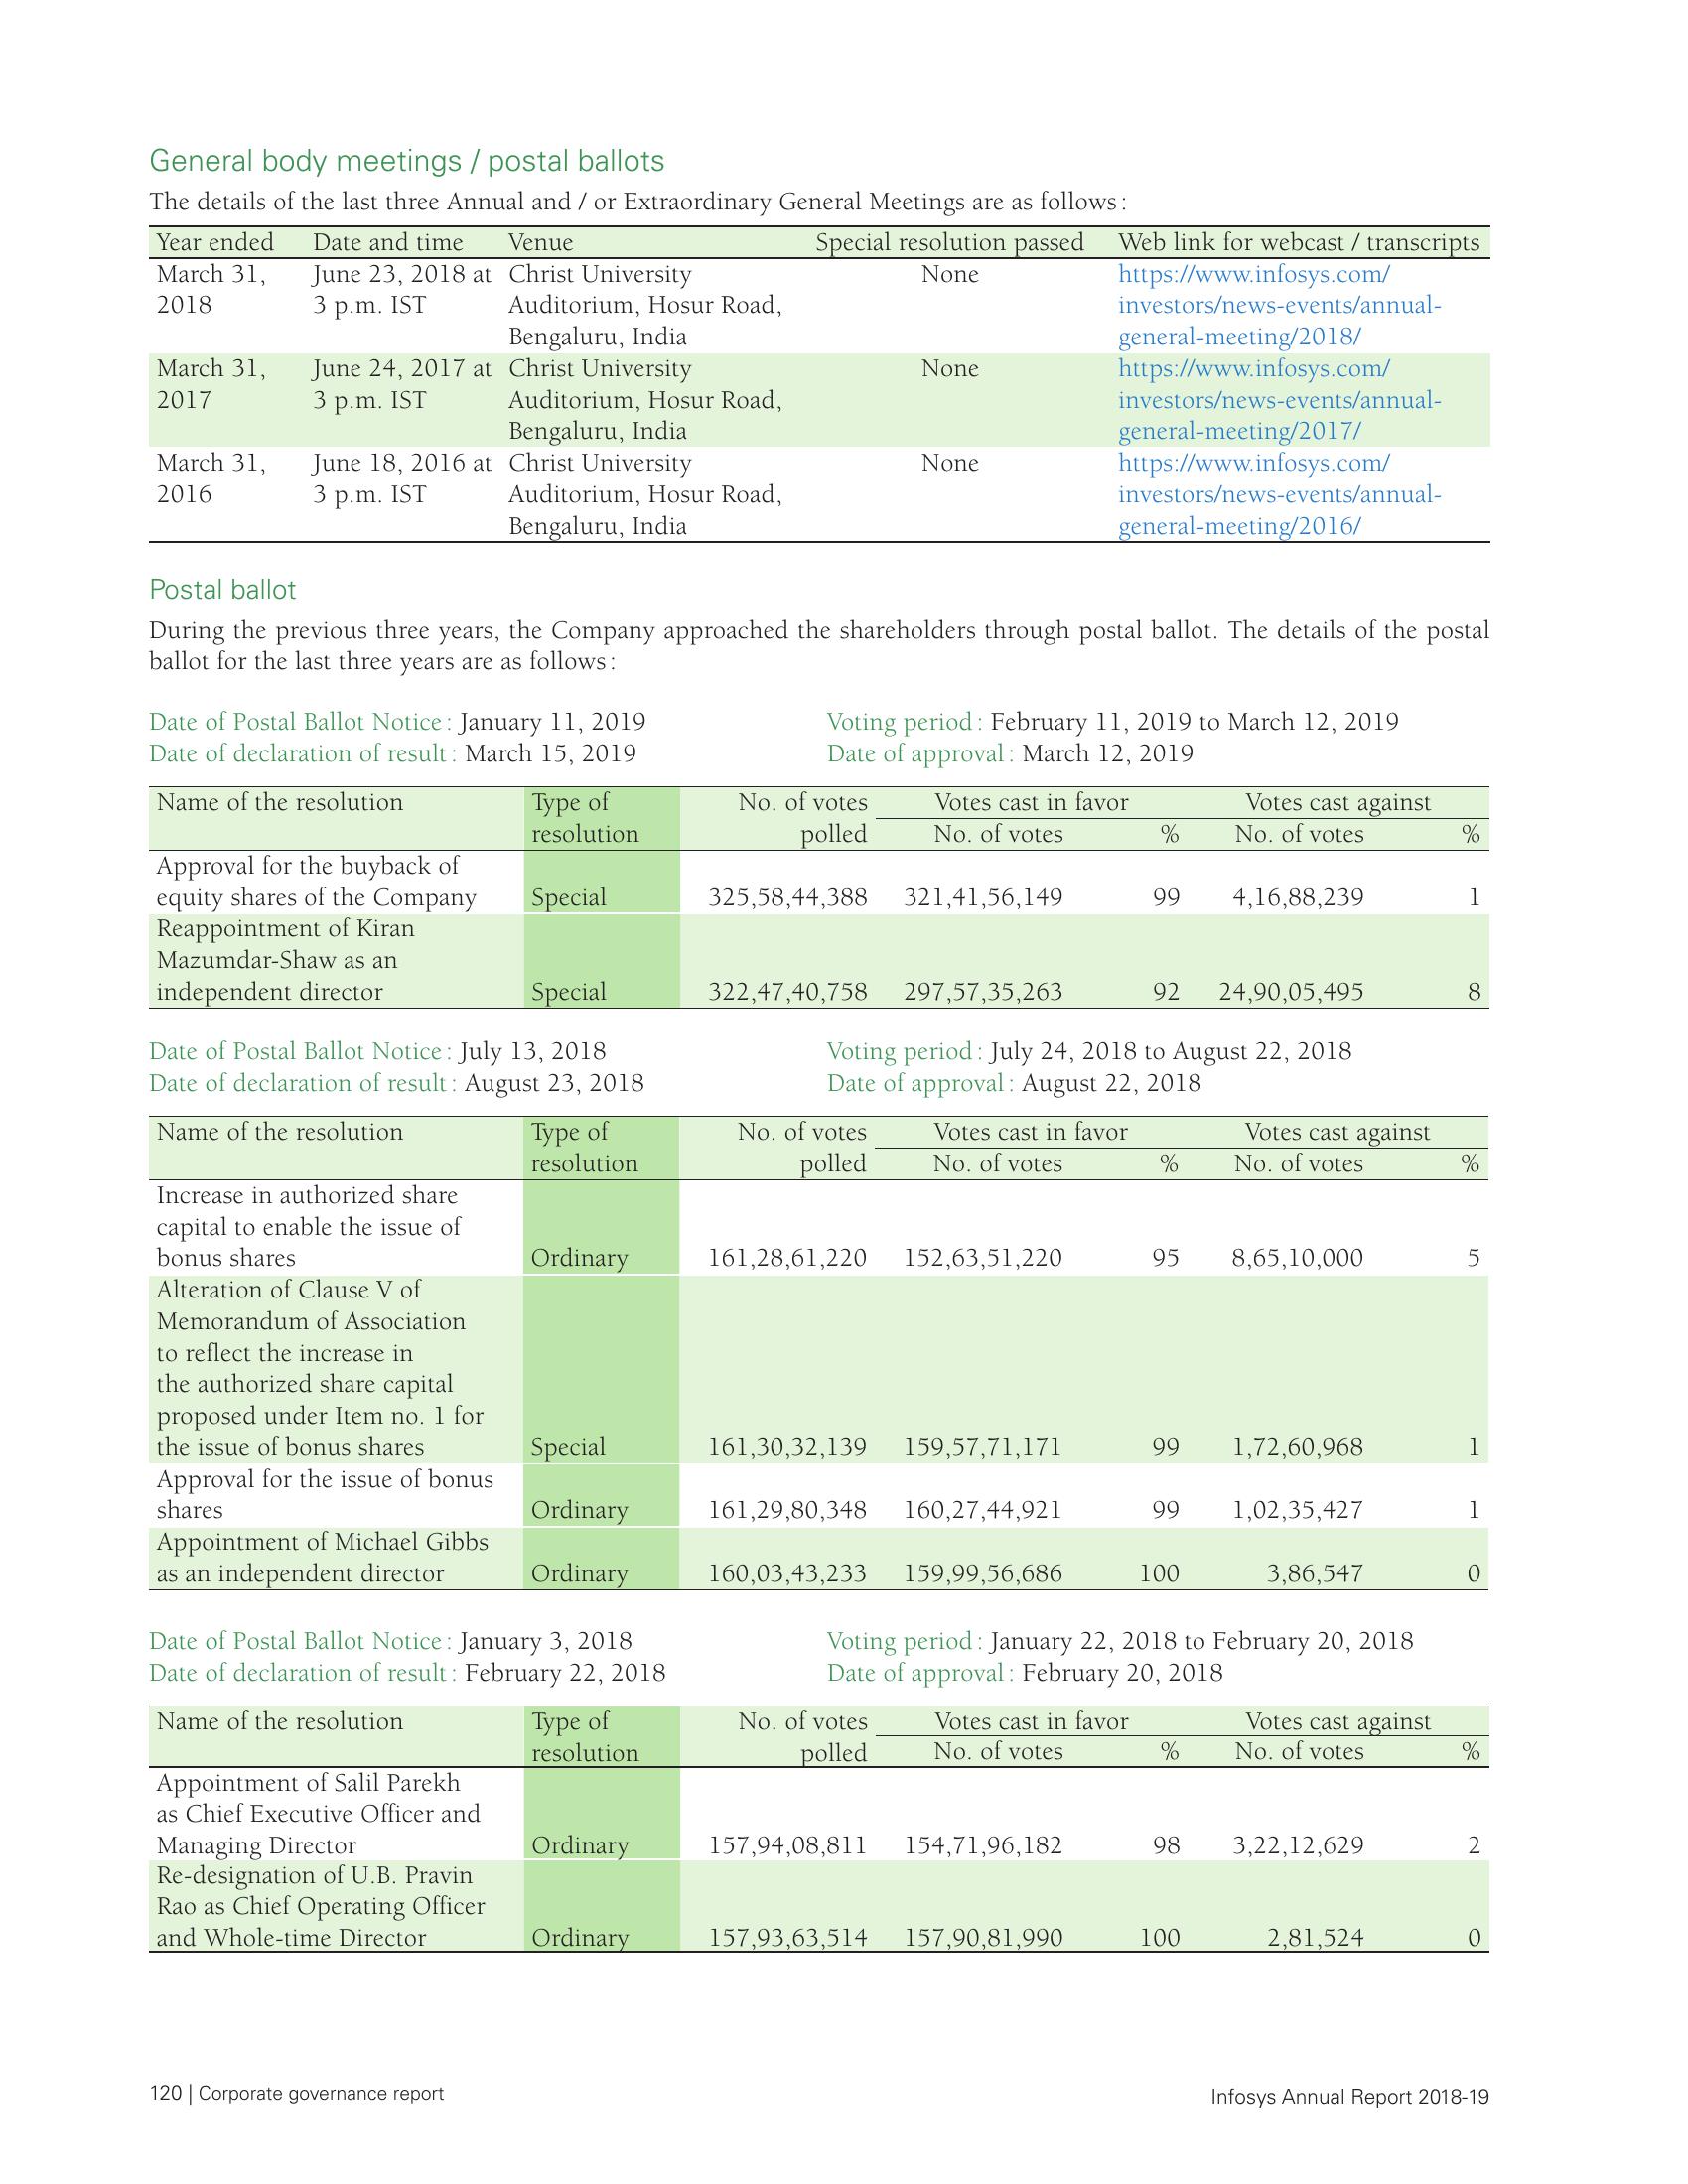 General body meetings / postal ballots
The details of the last three Annual and / or Extraordinary General Meetings are as follows :
Year ended Date and time Venue Special resolution passed Web link for webcast / transcripts
March 31, June 23, 2018 at Christ University None https://www.infosys.com/
2018 3 p.m. IST Auditorium, Hosur Road, investors/news-events/annual-
Bengaluru, India general-meeting/2018/
March 31, June 24, 2017 at Christ University None https://www.infosys.com/
2017 3 p.m. IST Auditorium, Hosur Road, investors/news-events/annual-
Bengaluru, India general-meeting/2017/
March 31, June 18, 2016 at Christ University None https://www.infosys.com/
2016 3 p.m. IST Auditorium, Hosur Road, investors/news-events/annual-
Bengaluru, India general-meeting/2016/
Postal ballot
During the previous three years, the Company approached the shareholders through postal ballot. The details of the postal
ballot for the last three years are as follows :
Date of Postal Ballot Notice : January 11, 2019 Voting period : February 11, 2019 to March 12, 2019
Date of declaration of result : March 15, 2019 Date of approval : March 12, 2019
Name of the resolution Type of No. of votes Votes cast in favor Votes cast against
resolution polled No. of votes % No. of votes %
Approval for the buyback of
equity shares of the Company Special 325,58,44,388 321,41,56,149 99 4,16,88,239 1
Reappointment of Kiran
Mazumdar-Shaw as an
independent director Special 322,47,40,758 297,57,35,263 92 24,90,05,495 8
Date of Postal Ballot Notice : July 13, 2018 Voting period : July 24, 2018 to August 22, 2018
Date of declaration of result : August 23, 2018 Date of approval : August 22, 2018
Name of the resolution Type of No. of votes Votes cast in favor Votes cast against
resolution polled No. of votes % No. of votes %
Increase in authorized share
capital to enable the issue of
bonus shares Ordinary 161,28,61,220 152,63,51,220 95 8,65,10,000 5
Alteration of Clause V of
Memorandum of Association
to reflect the increase in
the authorized share capital
proposed under Item no. 1 for
the issue of bonus shares Special 161,30,32,139 159,57,71,171 99 1,72,60,968 1
Approval for the issue of bonus
shares Ordinary 161,29,80,348 160,27,44,921 99 1,02,35,427 1
Appointment of Michael Gibbs
as an independent director Ordinary 160,03,43,233 159,99,56,686 100 3,86,547 0
Date of Postal Ballot Notice : January 3, 2018 Voting period : January 22, 2018 to February 20, 2018
Date of declaration of result : February 22, 2018 Date of approval : February 20, 2018
Name of the resolution Type of No. of votes Votes cast in favor Votes cast against
resolution polled No. of votes % No. of votes %
Appointment of Salil Parekh
as Chief Executive Officer and
Managing Director Ordinary 157,94,08,811 154,71,96,182 98 3,22,12,629 2
Re-designation of U.B. Pravin
Rao as Chief Operating Officer
and Whole-time Director Ordinary 157,93,63,514 157,90,81,990 100 2,81,524 0
120 | Corporate governance report Infosys Annual Report 2018-19